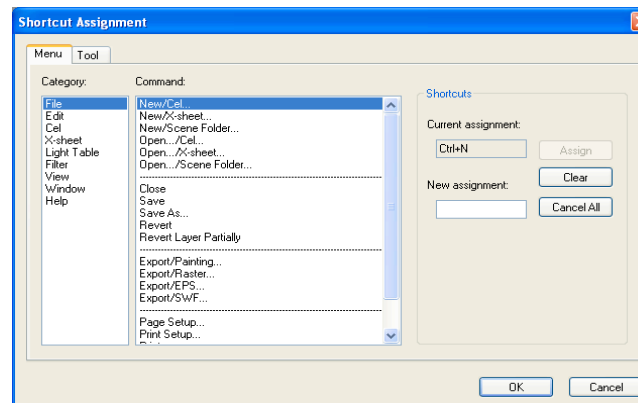 Shortcut Assignment
Menu Tool
Category:
File
Edit
Cel
X-sheet
Light Table
Filter
View
Window
Help
Command:
New/Cel...
New/X-sheet...
New/Scene Folder...
Open.../Cel...
Open.../X-sheet...
Open.../Scene Folder...
Close
Save
Save As...
Revert
Revert Layer Partially
Export/Painting...
Export/Raster...
Export/EPS...
Export/SWF...
Page Setup...
Print Setup...
Shortcuts
Current assignment:
Ctrl+N
Assign
Clear
New assignment:
Cancel All
OK
Cancel